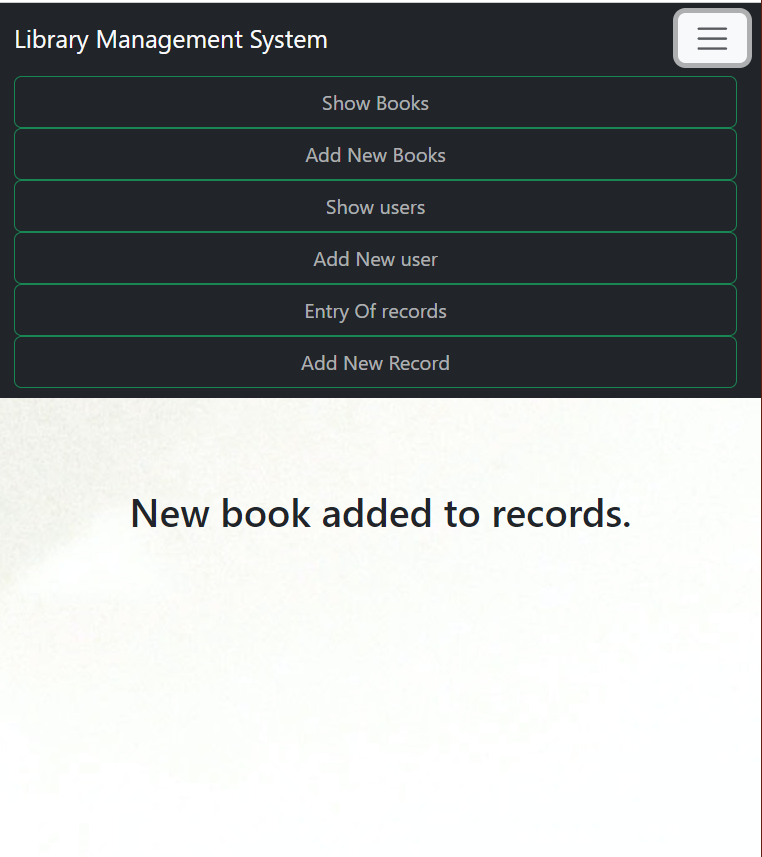 Library Management System
Show Books
Add New Books
Show users
Add New user
Entry Of records
Add New Record
New book added to records.